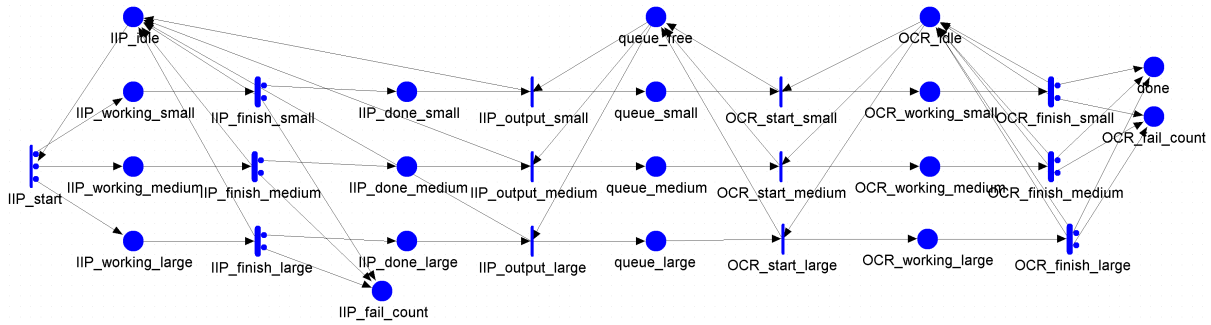 IIP_idle
queue_free
OCR_idle
done
IIP_working_small
IIP_finish_small
IIP_done_small
IIP_output_small
queue_small
OCR_start_small
OCR_working_small
OCR_finish_small
OCR_fail_count
IIP_start
IIP_working_medium
IIP_finish_medium
IIP_done_medium
IIP_output_medium
queue_medium
OCR_start_medium
OCR_working_medium
OCR_finish_medium
IIP_working_large
IIP_finish_large
IIP_done_large
IIP_output_large
queue_large
OCR_start_large
OCR_working_large
OCR_finish_large
IIP_fail_count